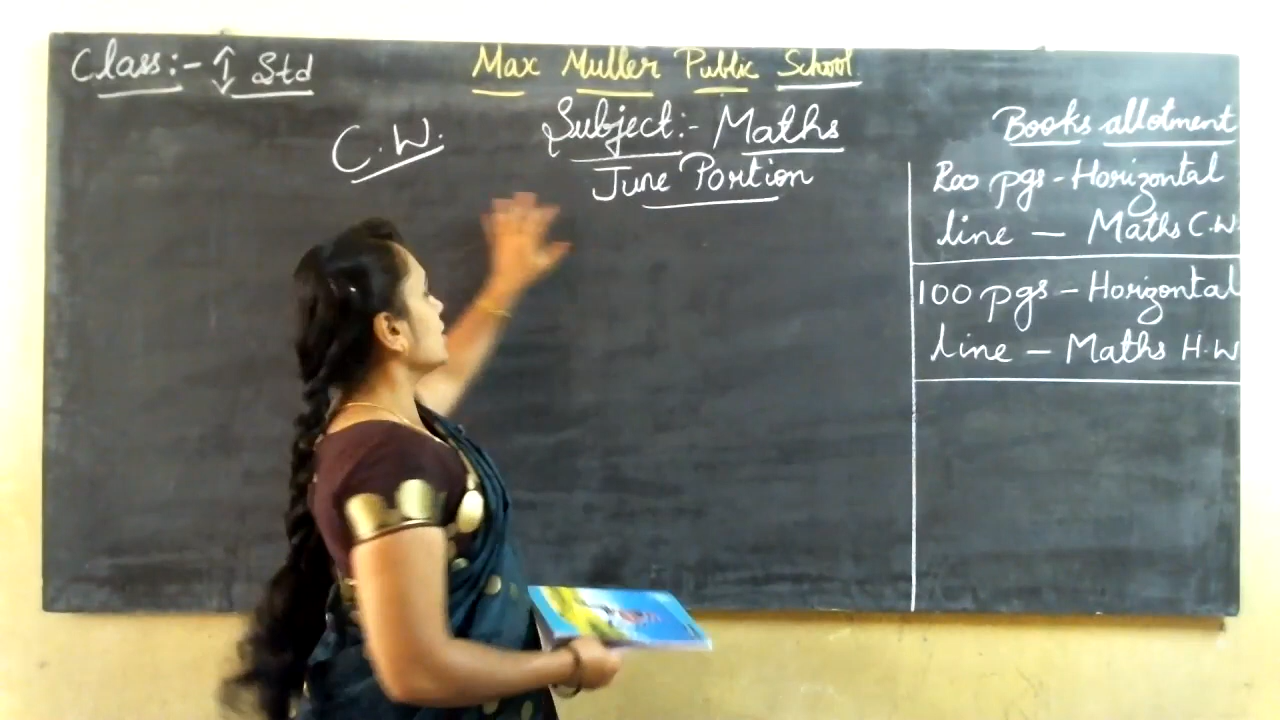 Class:- I Std
Max Muller Public School
C.W.
Subject:- Maths
June Portion
Books allotment
200 pgs - Horizontal
line - Maths C.W.
100 pgs - Horizontal
line - Maths H.W